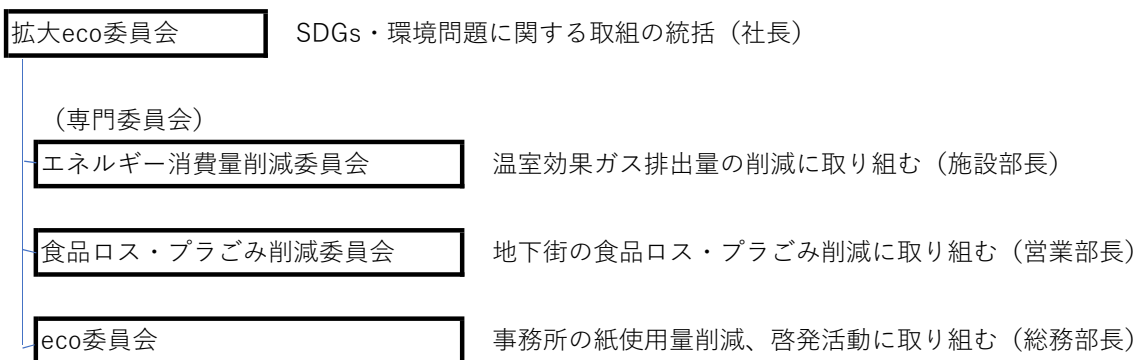 拡大eco委員会 SDGs・環境問題に関する取組の統括（社長）
（専門委員会）
エネルギー消費量削減委員会 温室効果ガス排出量の削減に取り組む（施設部長）
食品ロス・プラごみ削減委員会 地下街の食品ロス・プラごみ削減に取り組む（営業部長）
eco委員会 事務所の紙使用量削減、啓発活動に取り組む（総務部長）